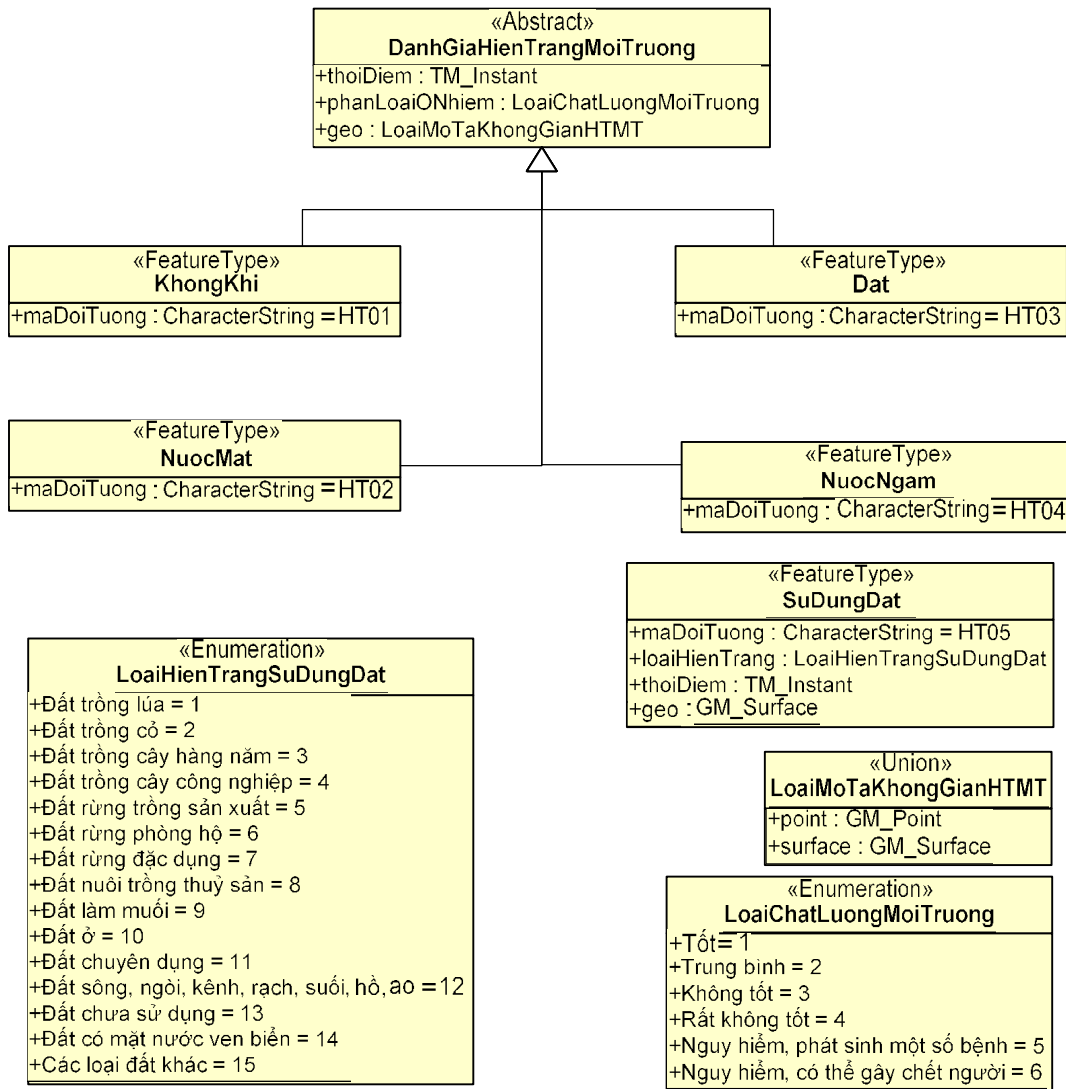 «Abstract»
DanhGiaHienTrangMoiTruong
+thoiDiem : TM_Instant
+phanLoaiONhiem : LoaiChatLuongMoiTruong
+geo : LoaiMoTaKhongGianHTMT
«FeatureType»
KhongKhi
+maDoiTuong : CharacterString = HT01
«FeatureType»
Dat
+maDoiTuong : CharacterString = HT03
«FeatureType»
NuocMat
+maDoiTuong : CharacterString = HT02
«FeatureType»
NuocNgam
+maDoiTuong : CharacterString = HT04
«FeatureType»
SuDungDat
+maDoiTuong : CharacterString = HT05
+loaiHienTrang : LoaiHienTrangSuDungDat
+thoiDiem : TM_Instant
+geo : GM_Surface
«Enumeration»
LoaiHienTrangSuDungDat
+Đất trồng lúa = 1
+Đất trồng cỏ = 2
+Đất trồng cây hàng năm = 3
+Đất trồng cây công nghiệp = 4
+Đất rừng trồng sản xuất = 5
+Đất rừng phòng hộ = 6
+Đất rừng đặc dụng = 7
+Đất nuôi trồng thuỷ sản = 8
+Đất làm muối = 9
+Đất ở = 10
+Đất chuyên dụng = 11
+Đất sông, ngòi, kênh, rạch, suối, hồ, ao = 12
+Đất chưa sử dụng = 13
+Đất có mặt nước ven biển = 14
+Các loại đất khác = 15
«Union»
LoaiMoTaKhongGianHTMT
+point : GM_Point
+surface : GM_Surface
«Enumeration»
LoaiChatLuongMoiTruong
+Tốt= 1
+Trung bình = 2
+Không tốt = 3
+Rất không tốt = 4
+Nguy hiểm, phát sinh một số bệnh = 5
+Nguy hiểm, có thể gây chết người = 6